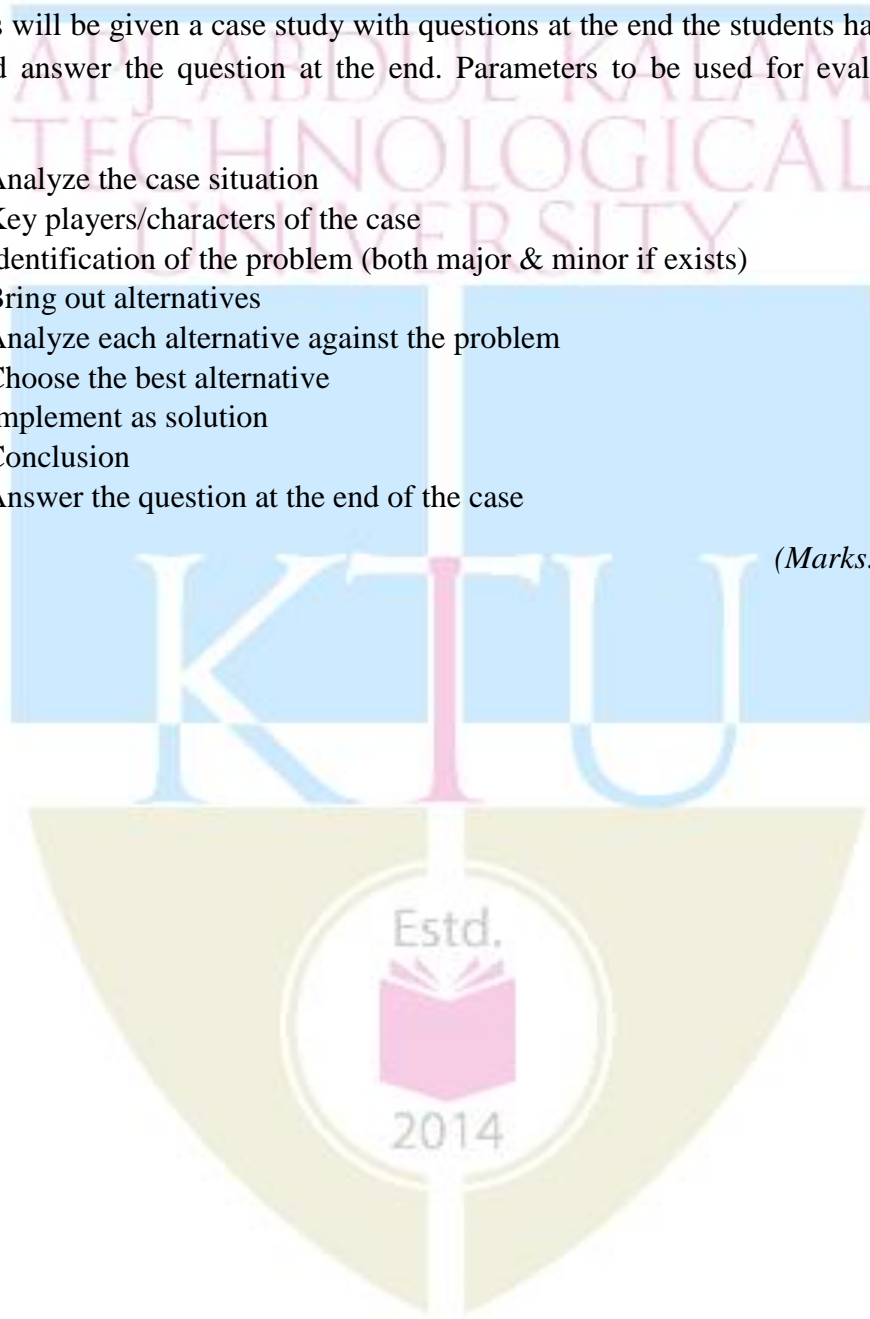 s will be given a case study with questions at the end the students ha
d answer the question at the end. Parameters to be used for eval
APJ ABDUL KALAM
TECHNOLOGICAL
UNIVERSITY
Analyze the case situation
Key players/characters of the case
dentification of the problem (both major & minor if exists)
Bring out alternatives
Analyze each alternative against the problem
Choose the best alternative
mplement as solution
Conclusion
Answer the question at the end of the case
(Marks.
KTU
Estd.
2014